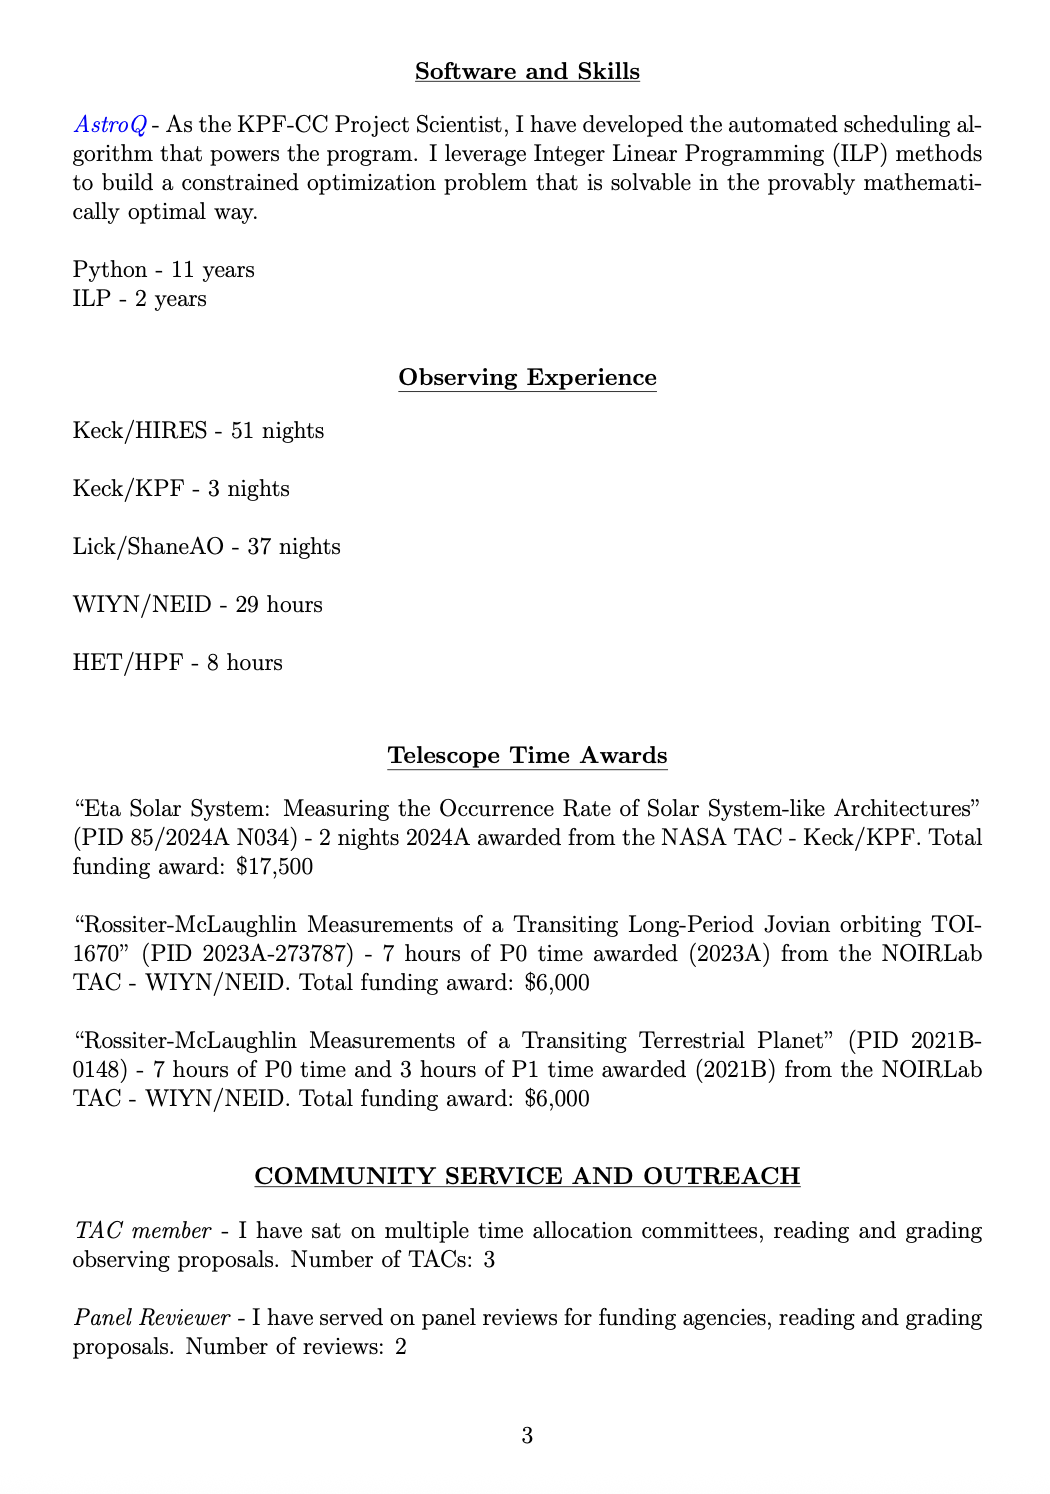 Software and Skills
AstroQ - As the KPF-CC Project Scientist, I have developed the automated scheduling al-
gorithm that powers the program. I leverage Integer Linear Programming (ILP) methods
to build a constrained optimization problem that is solvable in the provably mathemati-
cally optimal way.
Python - 11 years
ILP - 2 years
Observing Experience
Keck/HIRES - 51 nights
Keck/KPF - 3 nights
Lick/ShaneAO - 37 nights
WIYN/NEID - 29 hours
HET/HPF - 8 hours
Telescope Time Awards
“Eta Solar System: Measuring the Occurrence Rate of Solar System-like Architectures”
(PID 85/2024A N034) - 2 nights 2024A awarded from the NASA TAC - Keck/KPF. Total
funding award: $17,500
“Rossiter-McLaughlin Measurements of a Transiting Long-Period Jovian orbiting TOI-
1670” (PID 2023A-273787) - 7 hours of P0 time awarded (2023A) from the NOIRLab
TAC - WIYN/NEID. Total funding award: $6,000
“Rossiter-McLaughlin Measurements of a Transiting Terrestrial Planet” (PID 2021B-
0148) - 7 hours of P0 time and 3 hours of P1 time awarded (2021B) from the NOIRLab
TAC - WIYN/NEID. Total funding award: $6,000
COMMUNITY SERVICE AND OUTREACH
TAC member - I have sat on multiple time allocation committees, reading and grading
observing proposals. Number of TACs: 3
Panel Reviewer - I have served on panel reviews for funding agencies, reading and grading
proposals. Number of reviews: 2
3